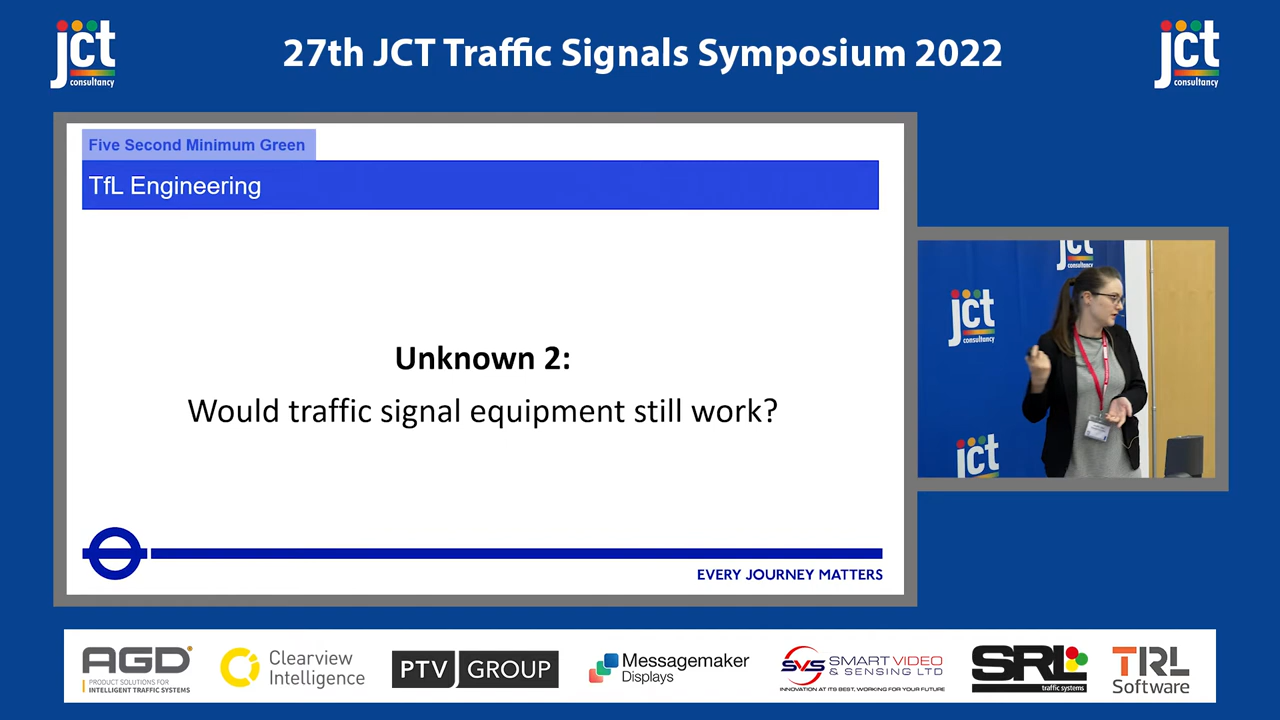 jct
consultancy
27th JCT Traffic Signals Symposium 2022
jct
consultancy
Five Second Minimum Green
TfL Engineering
Unknown 2:
Would traffic signal equipment still work?
EVERY JOURNEY MATTERS
jct
consultancy
jct
consultancy
jct
AGD
PRODUCT SOLUTIONS FOR
INTELLIGENT TRAFFIC SYSTEMS
Clearview
Intelligence
PTV GROUP
Messagemaker
Displays
SVS SMART VIDEO
& SENSING LTD
INNOVATION AT ITS BEST, WORKING FOR YOUR FUTURE
SRL
traffic systems
TRL
Software